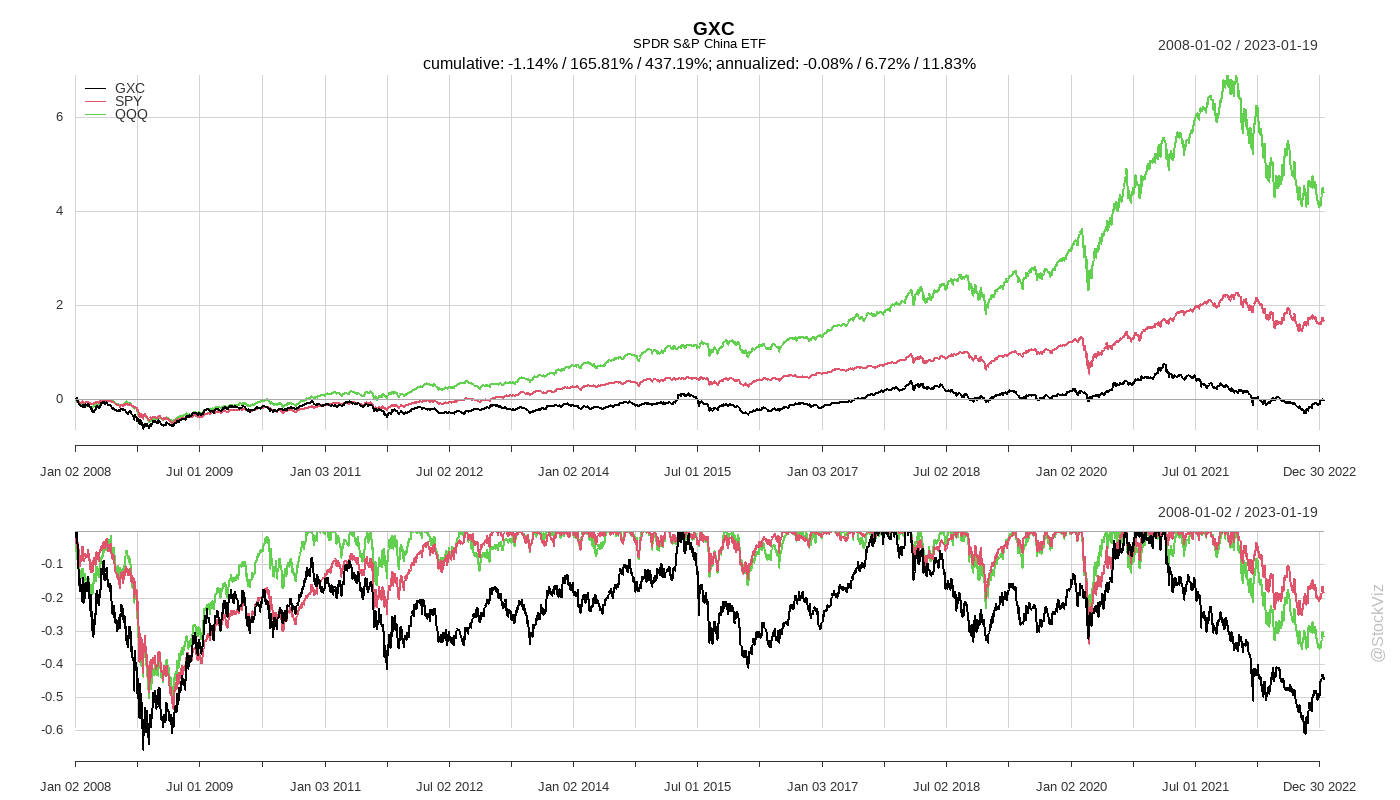 GXC
SPDR S&P China ETF
2008-01-02 / 2023-01-19
cumulative: -1.14% / 165.81% / 437.19%; annualized: -0.08% / 6.72% / 11.83%
GXC
SPY
QQQ
6
4
2
0
Jan 02 2008 Jul 01 2009 Jan 03 2011 Jul 02 2012 Jan 02 2014 Jul 01 2015 Jan 03 2017 Jul 02 2018 Jan 02 2020 Jul 01 2021 Dec 30 2022
2008-01-02 / 2023-01-19
-0.1
-0.2
-0.3
-0.4
-0.5
-0.6
Jan 02 2008 Jul 01 2009 Jan 03 2011 Jul 02 2012 Jan 02 2014 Jul 01 2015 Jan 03 2017 Jul 02 2018 Jan 02 2020 Jul 01 2021 Dec 30 2022
@StockViz